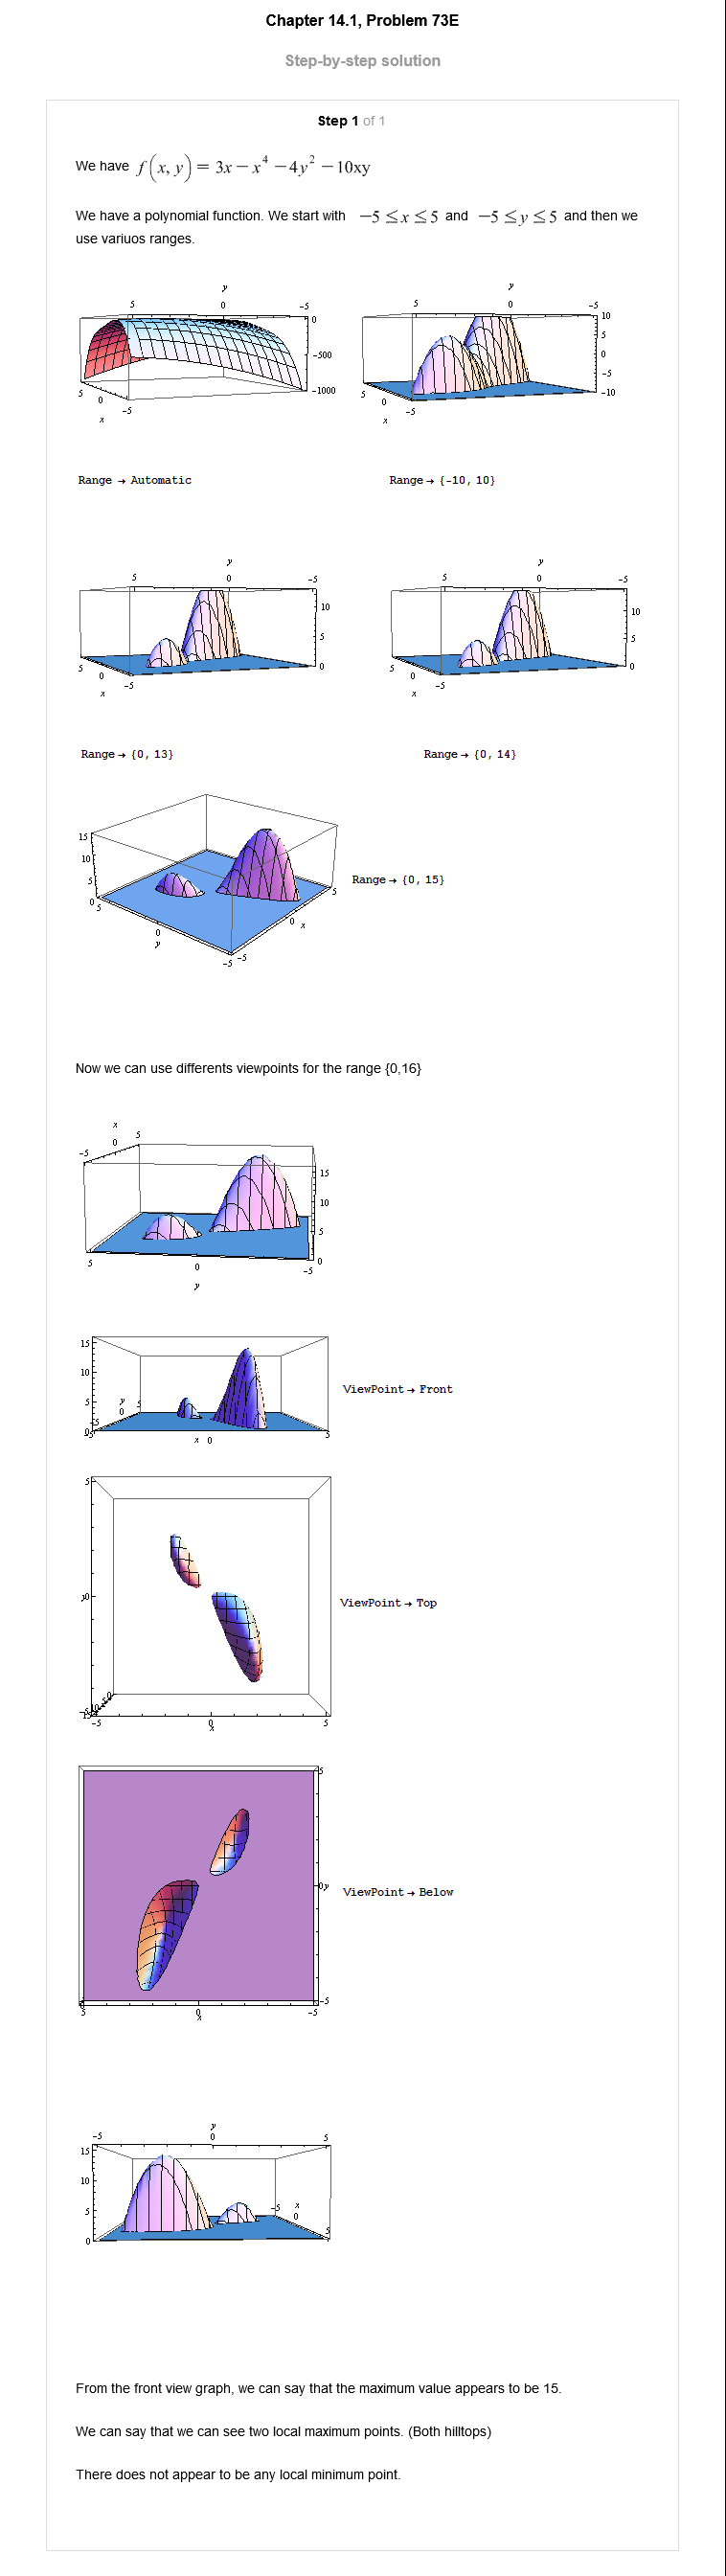 Chapter 14.1, Problem 73E
Step-by-step solution
Step 1 of 1
We have f(x, y) = 3x − x⁴ − 4y² − 10xy
We have a polynomial function. We start with −5 ≤ x ≤ 5 and −5 ≤ y ≤ 5 and then we
use variuos ranges.
y
5 0 -5
0
-500
-1000
5
0
-5
x
y
5 0 -5
10
5
0
-5
-10
5
0
-5
x
Range → Automatic
Range → {-10, 10}
y
5 0 -5
10
5
0
5
0
-5
x
y
5 0 -5
10
5
0
5
0
-5
x
Range → {0, 13}
Range → {0, 14}
15
10
5
0
5
0
y
-5
-5
0
x
5
Range → {0, 15}
Now we can use differents viewpoints for the range {0,16}
x
-5 0 5
15
10
5
0
5 0 -5
y
15
10
5
0
y
0
5
-5
-5
x 0
5
ViewPoint → Front
5
y0
-5
-5 0 5
x
ViewPoint → Top
5
0y
-5
5 0 -5
x
ViewPoint → Below
y
-5 0 5
15
10
5
0
-5 x
0
5
From the front view graph, we can say that the maximum value appears to be 15.
We can say that we can see two local maximum points. (Both hilltops)
There does not appear to be any local minimum point.